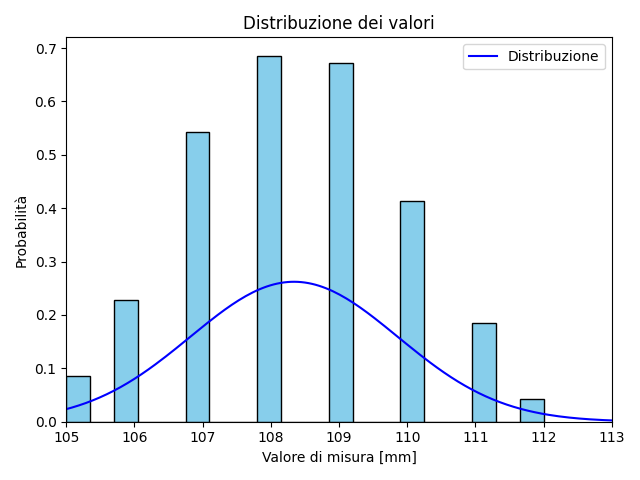 Distribuzione dei valori
Distribuzione
Probabilità
0.7
0.6
0.5
0.4
0.3
0.2
0.1
0.0
105 106 107 108 109 110 111 112 113
Valore di misura [mm]